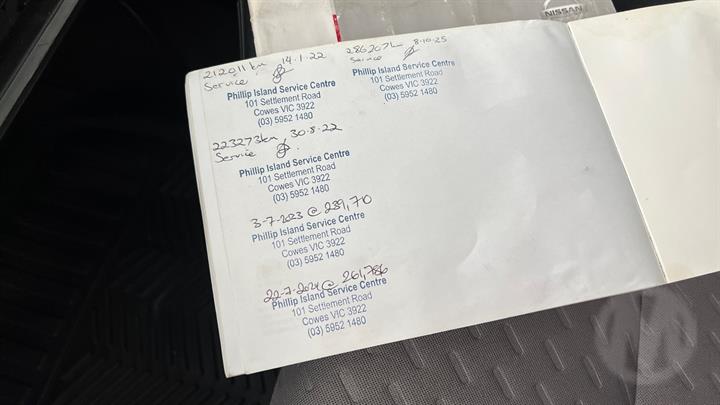 NISSAN
212011km 14.1.22
Service
Phillip Island Service Centre
101 Settlement Road
Cowes VIC 3922
(03) 5952 1480
223273km 30.8.22
Service
Phillip Island Service Centre
101 Settlement Road
Cowes VIC 3922
(03) 5952 1480
3-7-2023 @ 239,70
Phillip Island Service Centre
101 Settlement Road
Cowes VIC 3922
(03) 5952 1480
22-7-2024 @ 261,786
Phillip Island Service Centre
101 Settlement Road
Cowes VIC 3922
(03) 5952 1480
286207km 8.10.25
Service
Phillip Island Service Centre
101 Settlement Road
Cowes VIC 3922
(03) 5952 1480
M